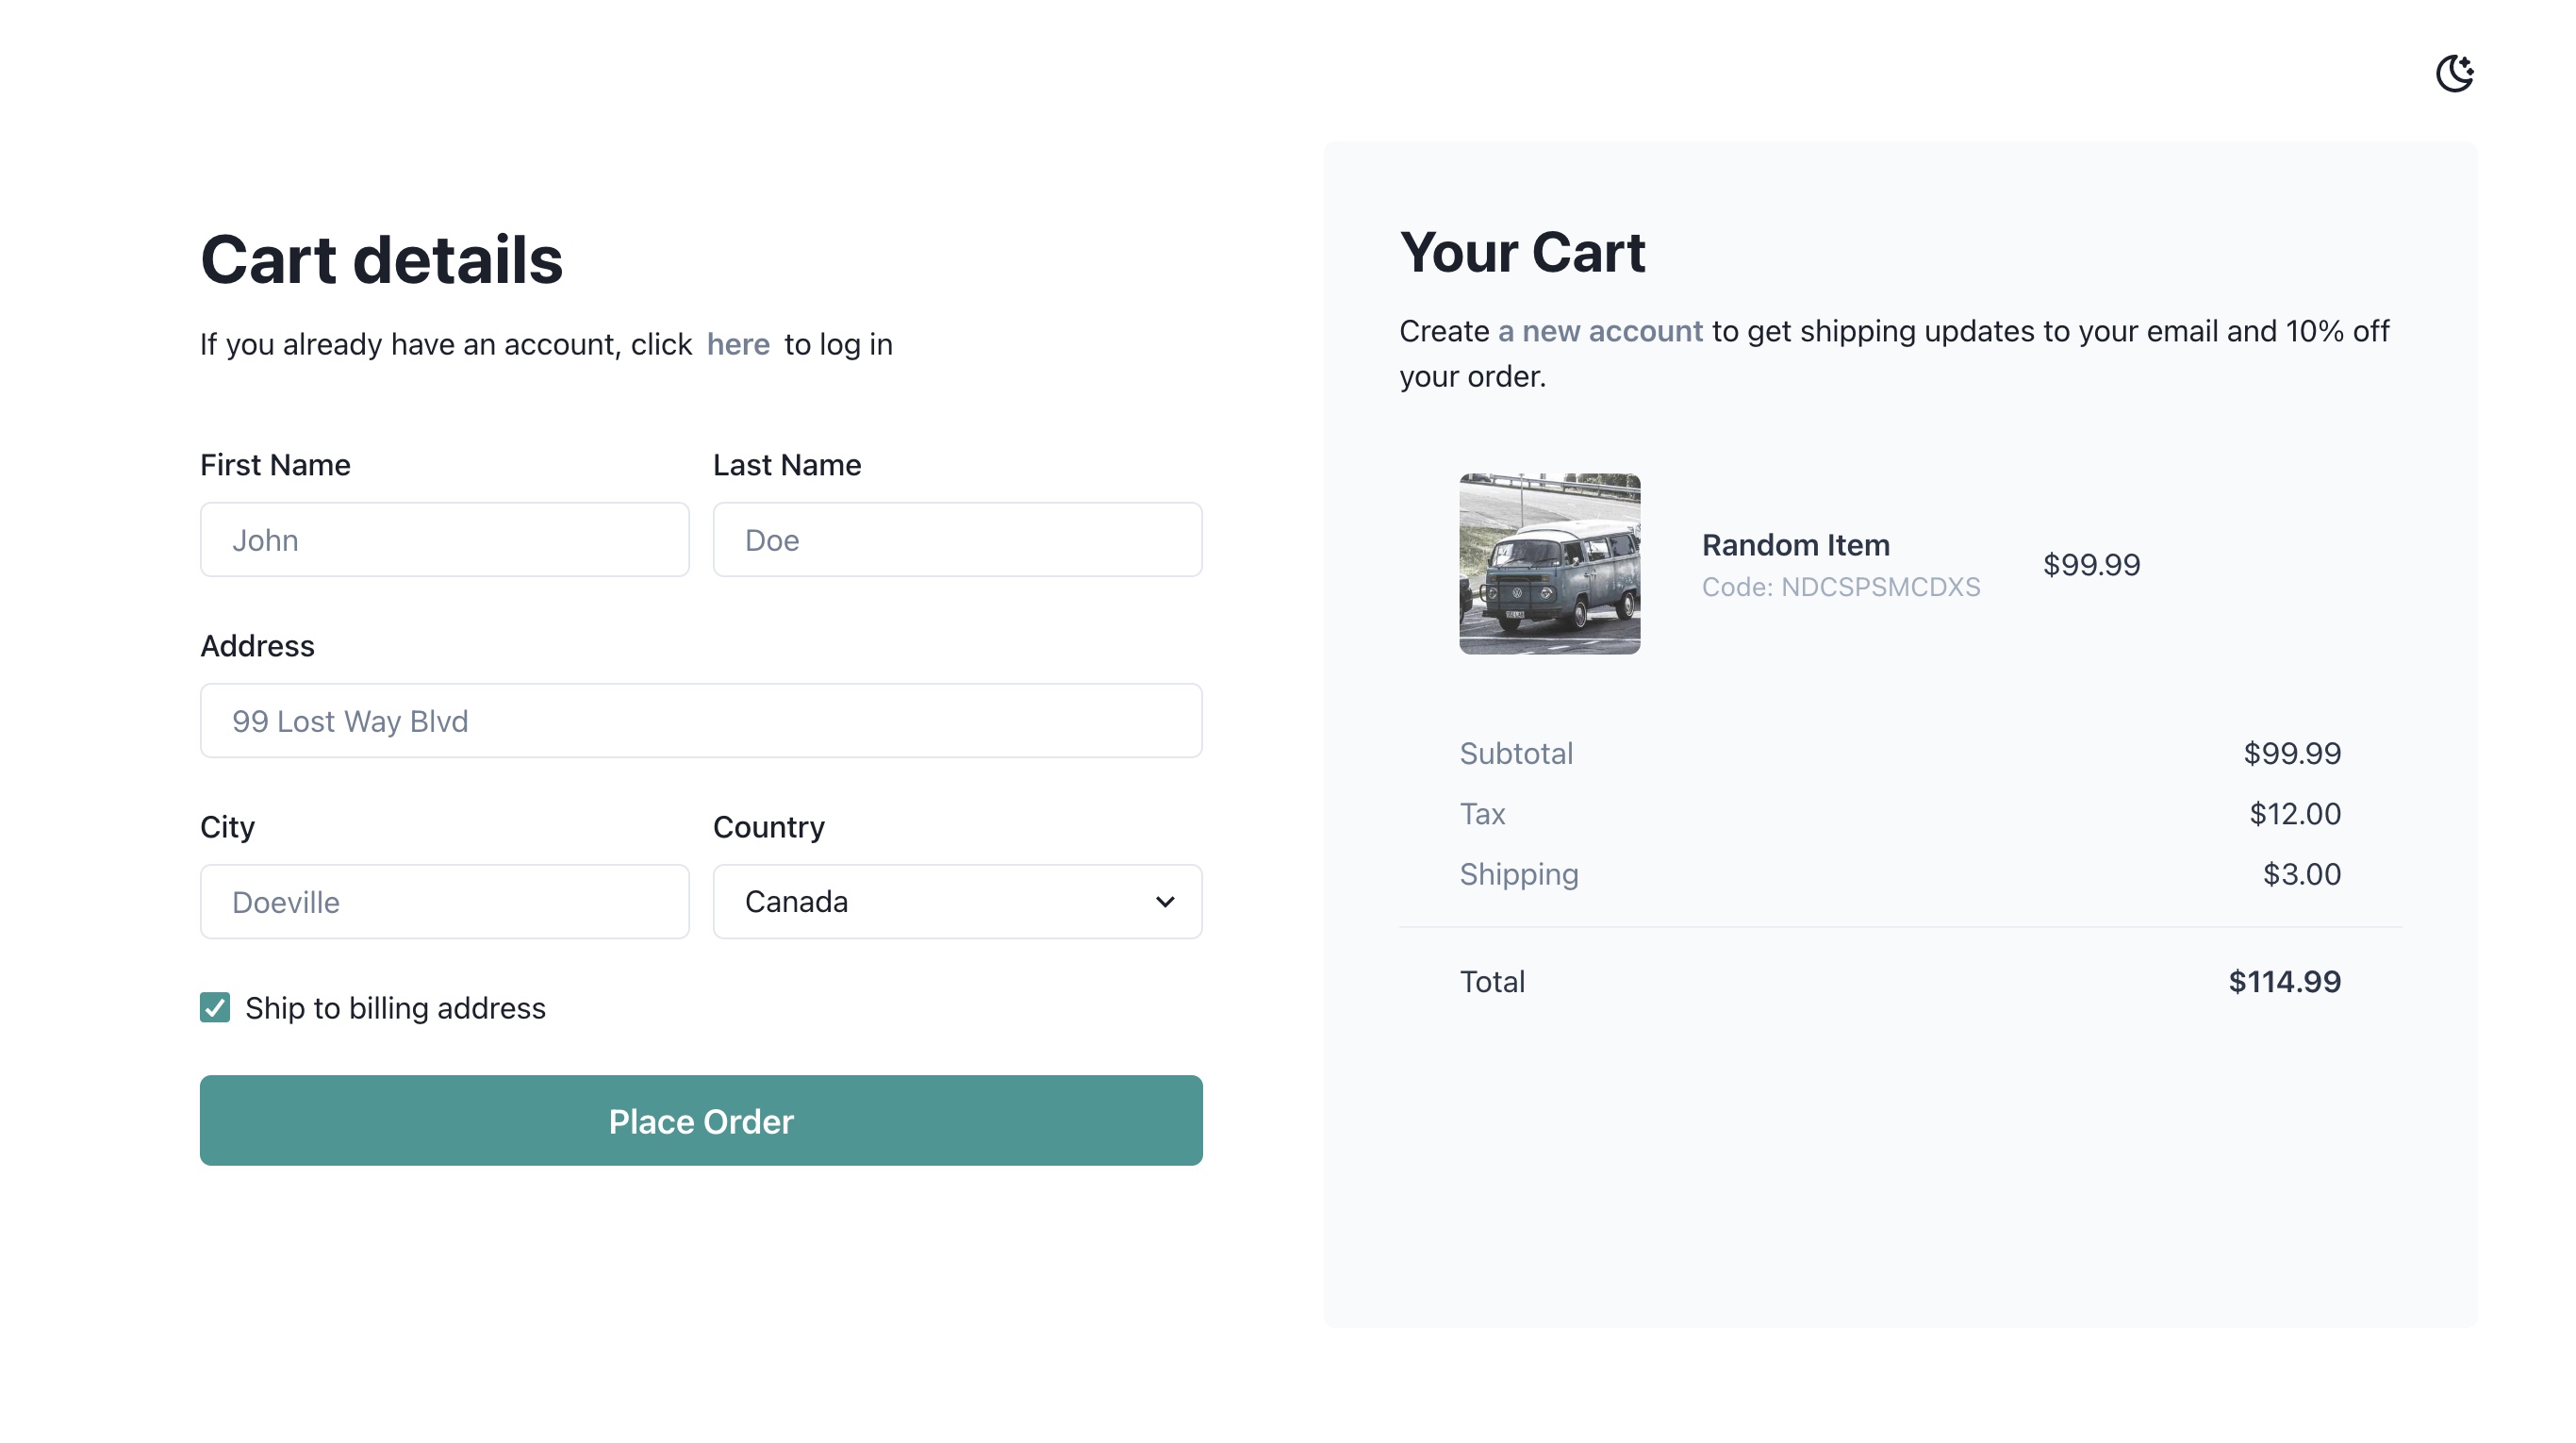 Cart details
If you already have an account, click here to log in
First Name
Last Name
John
Doe
Address
99 Lost Way Blvd
City
Country
Doeville
Canada
Ship to billing address
Place Order
Your Cart
Create a new account to get shipping updates to your email and 10% off
your order.
Random Item
Code: NDCSPSMCDXS
$99.99
Subtotal
$99.99
Tax
$12.00
Shipping
$3.00
Total
$114.99